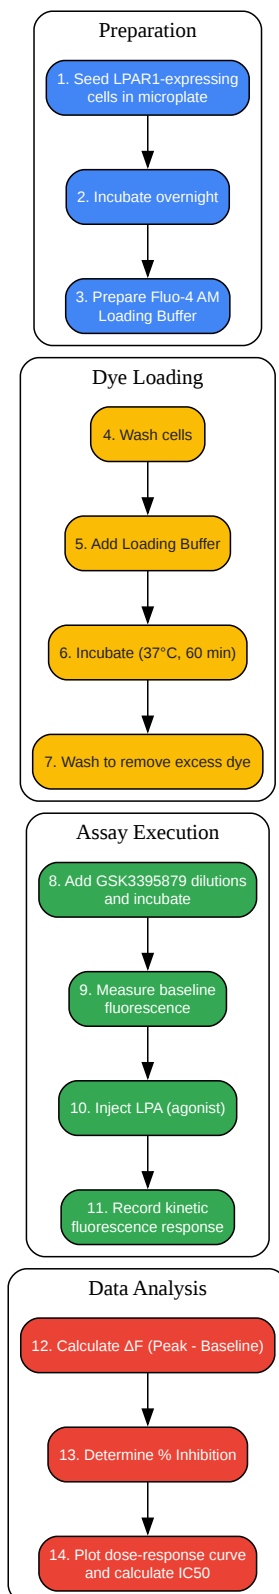 Preparation
1. Seed LPAR1-expressing
cells in microplate
2. Incubate overnight
3. Prepare Fluo-4 AM
Loading Buffer
Dye Loading
4. Wash cells
5. Add Loading Buffer
6. Incubate (37°C, 60 min)
7. Wash to remove excess dye
Assay Execution
8. Add GSK3395879 dilutions
and incubate
9. Measure baseline
fluorescence
10. Inject LPA (agonist)
11. Record kinetic
fluorescence response
Data Analysis
12. Calculate ΔF (Peak - Baseline)
13. Determine % Inhibition
14. Plot dose-response curve
and calculate IC50